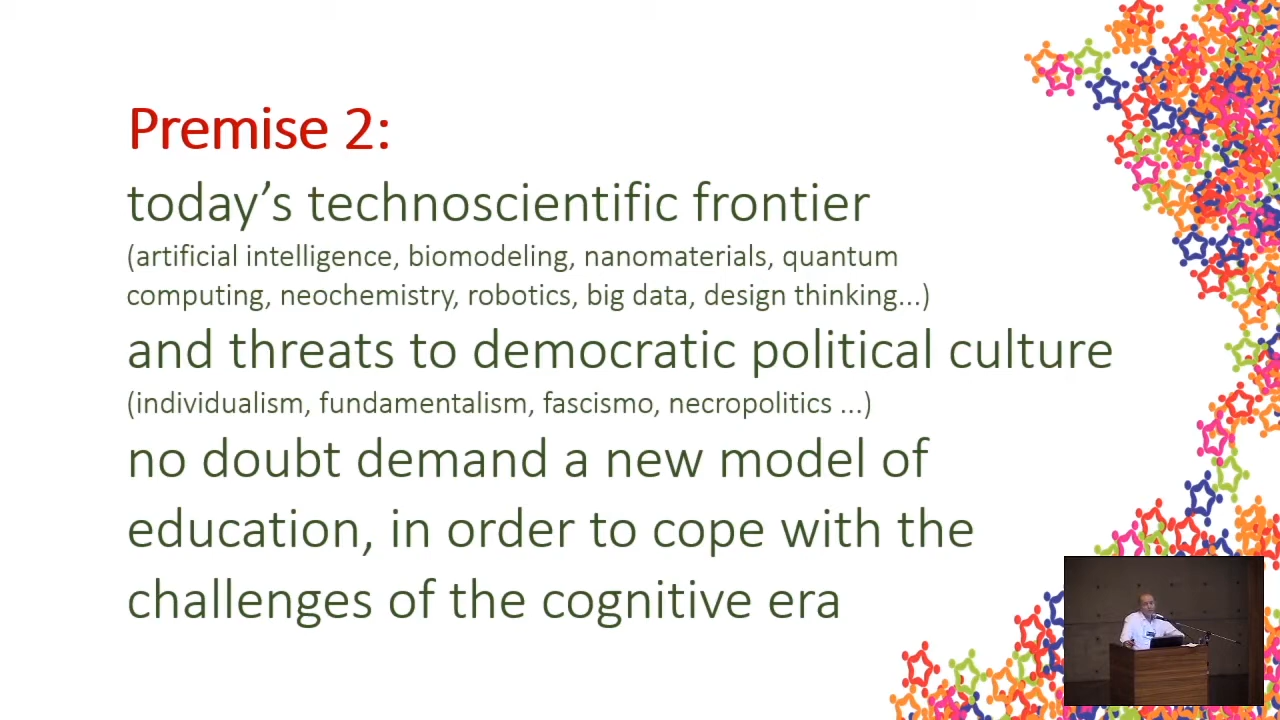 Premise 2:
today’s technoscientific frontier
(artificial intelligence, biomodeling, nanomaterials, quantum
computing, neochemistry, robotics, big data, design thinking...)
and threats to democratic political culture
(individualism, fundamentalism, fascismo, necropolitics ...)
no doubt demand a new model of
education, in order to cope with the
challenges of the cognitive era